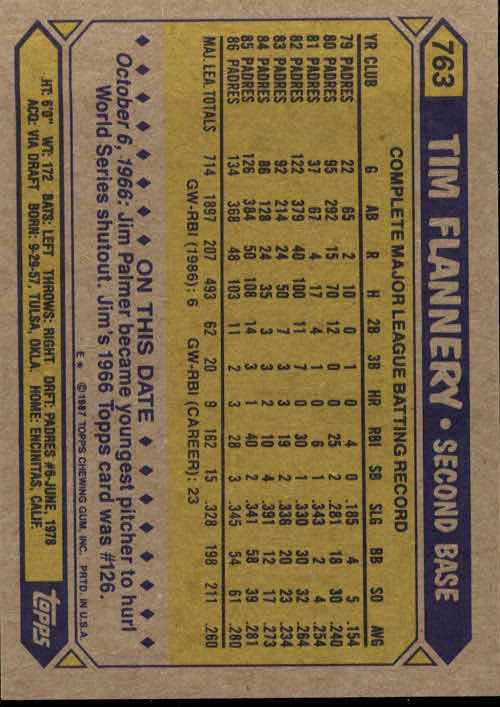 763 TIM FLANNERY • SECOND BASE
COMPLETE MAJOR LEAGUE BATTING RECORD
YR CLUB G AB R H 2B 3B HR RBI SB SLG BB SO AVG
79 PADRES 22 65 2 10 0 1 0 4 0 .185 4 5 .154
80 PADRES 95 292 15 70 12 0 0 25 2 .281 18 30 .240
81 PADRES 37 67 4 17 4 1 0 6 1 .343 2 4 .254
82 PADRES 122 379 40 100 11 7 0 30 1 .330 30 32 .264
83 PADRES 92 214 24 50 7 3 3 19 2 .336 20 23 .234
84 PADRES 86 128 24 35 3 3 2 10 4 .391 12 17 .273
85 PADRES 126 384 50 108 14 3 1 40 2 .341 58 39 .281
86 PADRES 134 368 48 103 11 2 3 28 3 .345 54 61 .280
MAJ. LEA. TOTALS 714 1897 207 493 62 20 9 162 15 .328 198 211 .260
GW-RBI (1986): 6 GW-RBI (CAREER): 23
ON THIS DATE
October 6, 1966: Jim Palmer became youngest pitcher to hurl
World Series shutout. Jim's 1966 Topps card was #126.
E* ©1987 TOPPS CHEWING GUM, INC. PRTD. IN U.S.A.
HT: 6'0" WT: 172 BATS: LEFT THROWS: RIGHT DRFT: PADRES #6-JUNE, 1978
ACQ: VIA DRAFT BORN: 9-29-57, TULSA, OKLA. HOME: ENCINITAS, CALIF.
topps